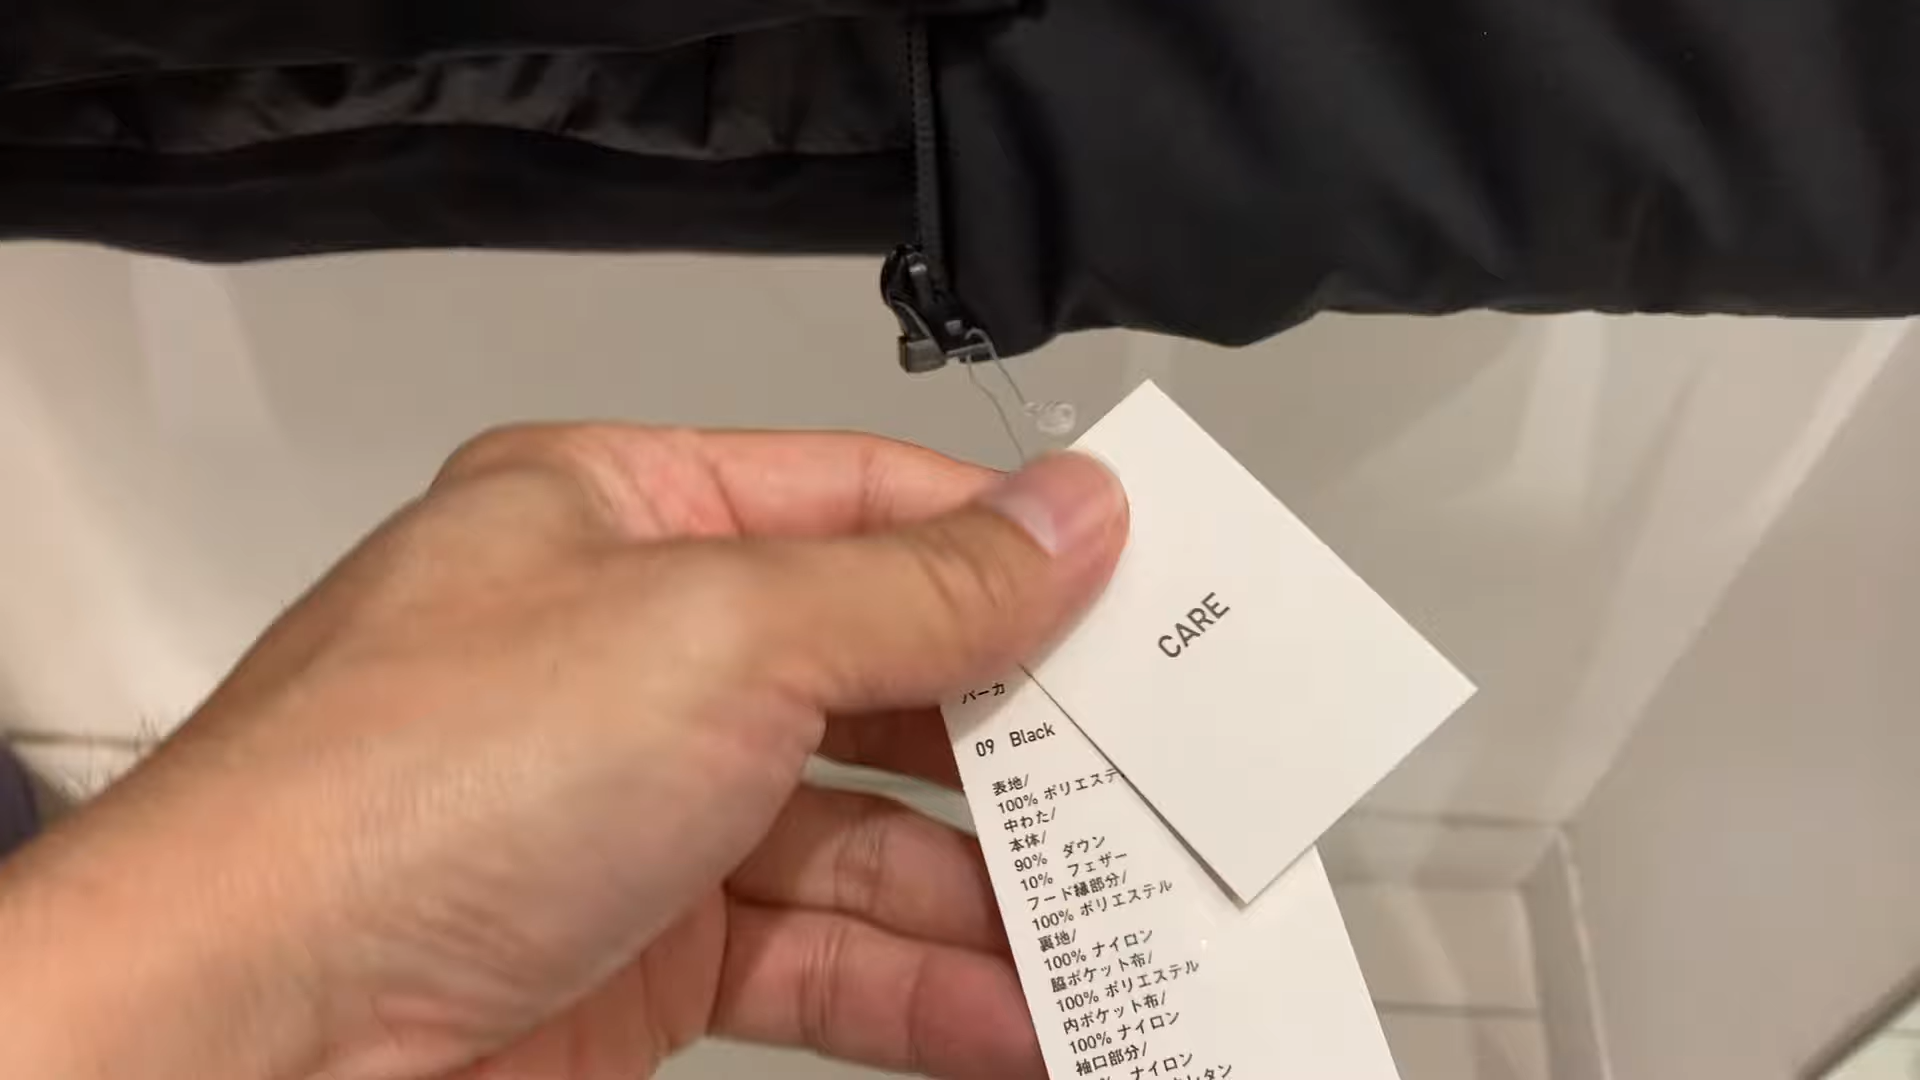 CARE
パーカ
09 Black
表地/
100% ポリエステ
中わた/
本体/
90% ダウン
10% フェザー
フード縁部分/
100% ポリエステル
裏地/
100% ナイロン
脇ポケット布/
100% ポリエステル
内ポケット布/
100% ナイロン
袖口部分/
% ナイロン